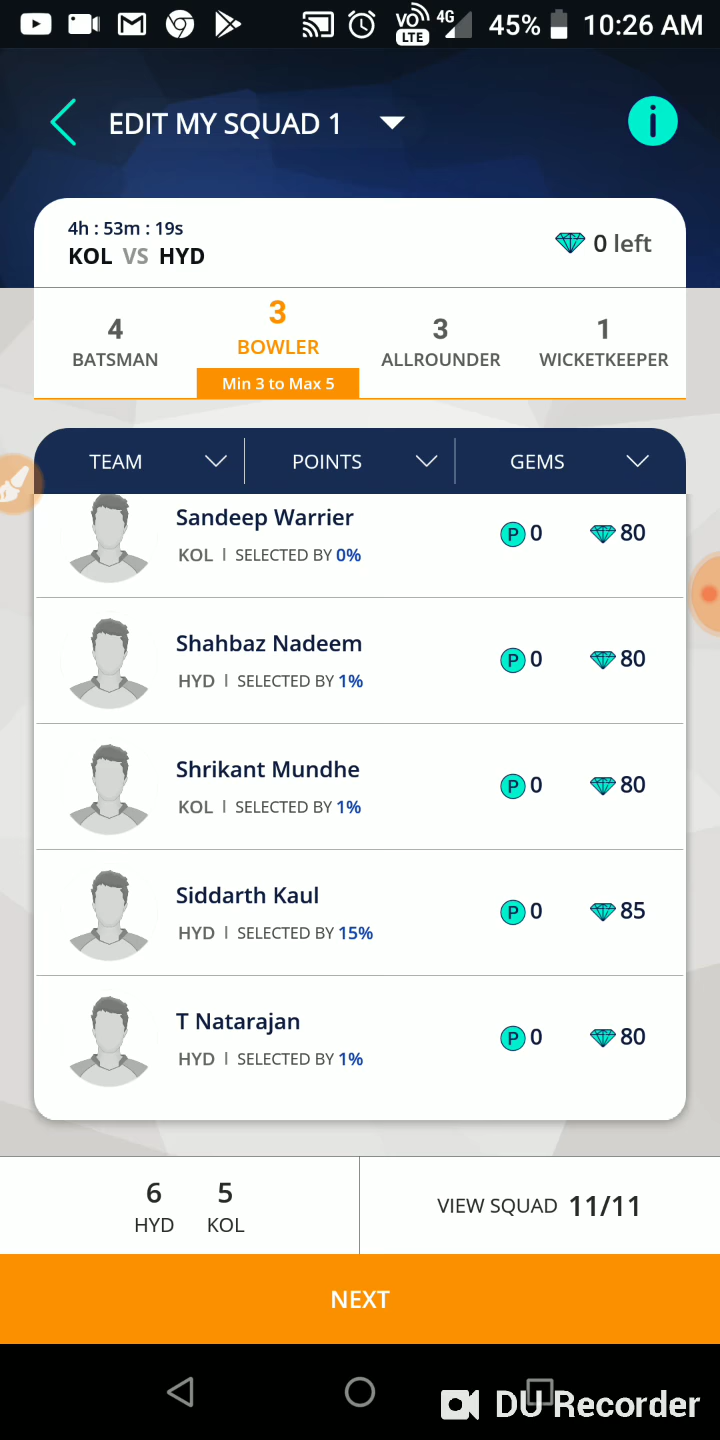 VO LTE 4G 45% 10:26 AM
EDIT MY SQUAD 1
i
4h : 53m : 19s
KOL VS HYD
0 left
4 3 3 1
BATSMAN BOWLER ALLROUNDER WICKETKEEPER
Min 3 to Max 5
TEAM POINTS GEMS
Sandeep Warrier P 0 80
KOL | SELECTED BY 0%
Shahbaz Nadeem P 0 80
HYD | SELECTED BY 1%
Shrikant Mundhe P 0 80
KOL | SELECTED BY 1%
Siddarth Kaul P 0 85
HYD | SELECTED BY 15%
T Natarajan P 0 80
HYD | SELECTED BY 1%
6 5
HYD KOL
VIEW SQUAD 11/11
NEXT
DU Recorder